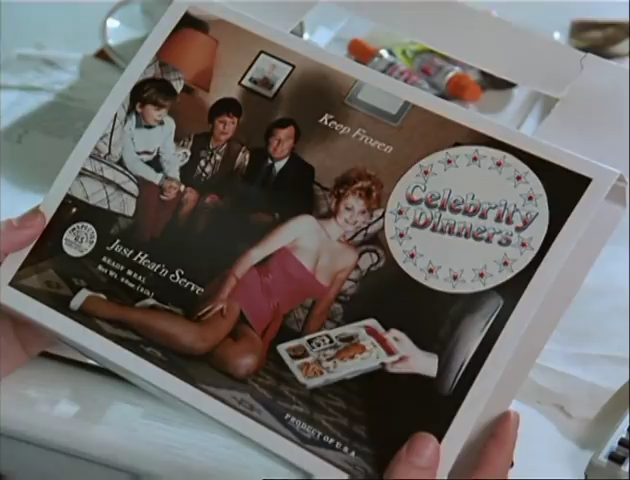 Keep Frozen
Celebrity
Dinners
Just Heat'n Serve
READY MEAL
PRODUCT OF U.S.A.